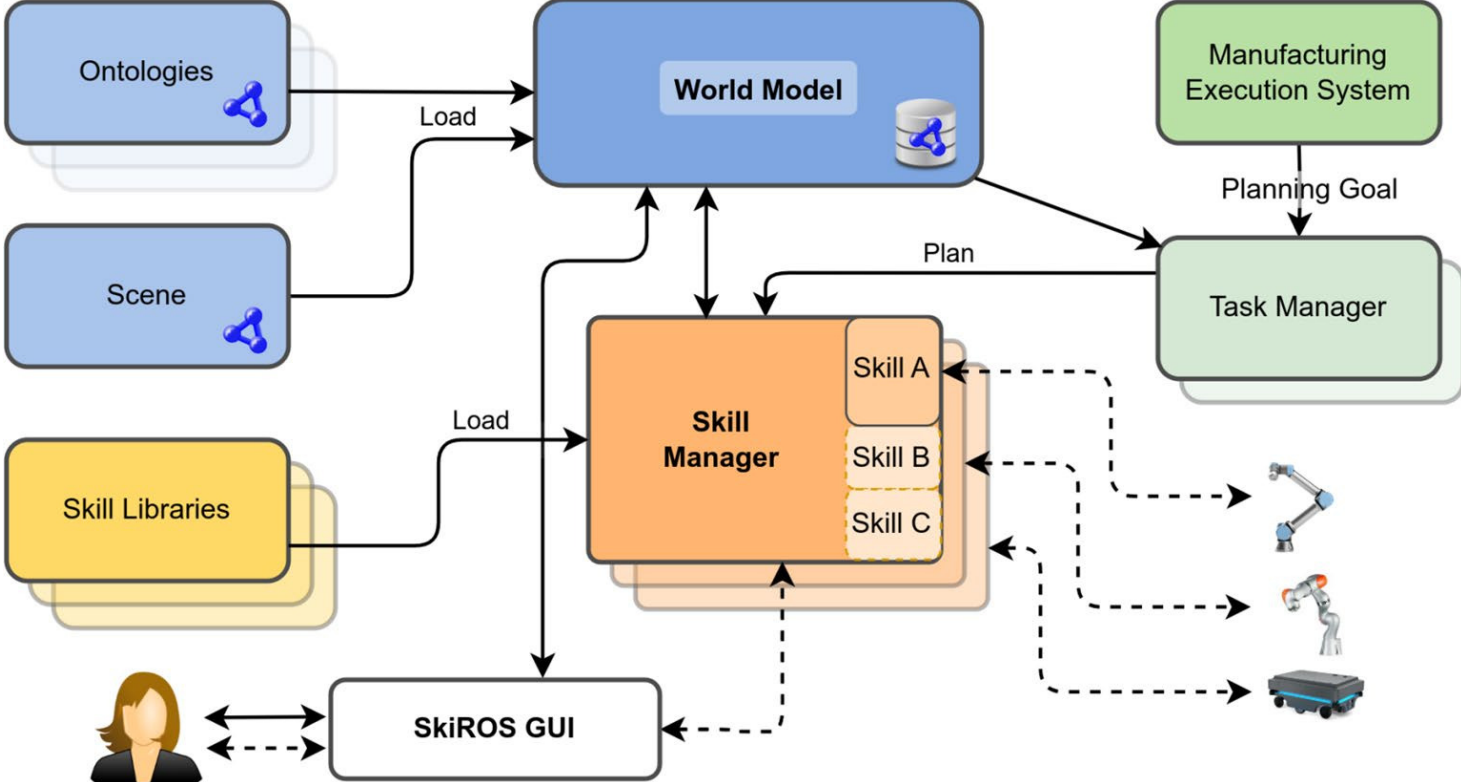 Ontologies
World Model
Manufacturing
Execution System
Load
Planning Goal
Scene
Plan
Task Manager
Skill A
Load
Skill
Manager
Skill B
Skill Libraries
Skill C
SkiROS GUI